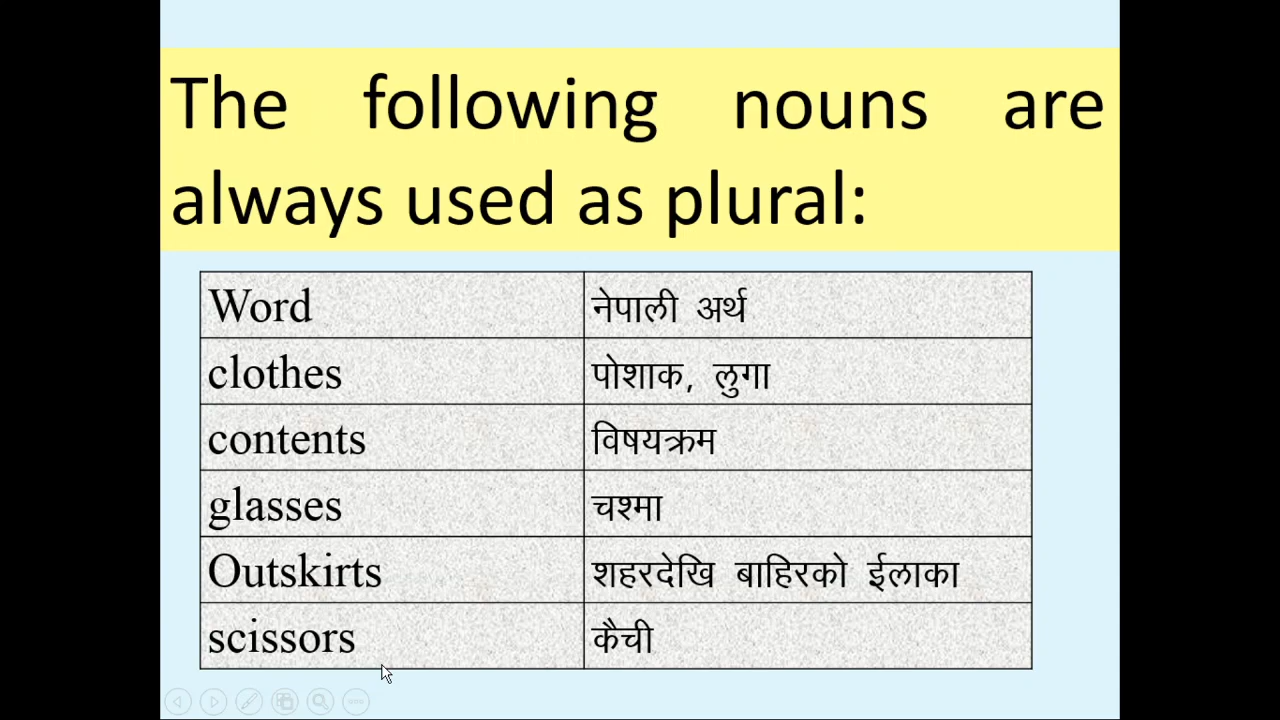 The following nouns are
always used as plural:
Word नेपाली अर्थ
clothes पोशाक, लुगा
contents विषयक्रम
glasses चश्मा
Outskirts शहरदेखि बाहिरको ईलाका
scissors कैची